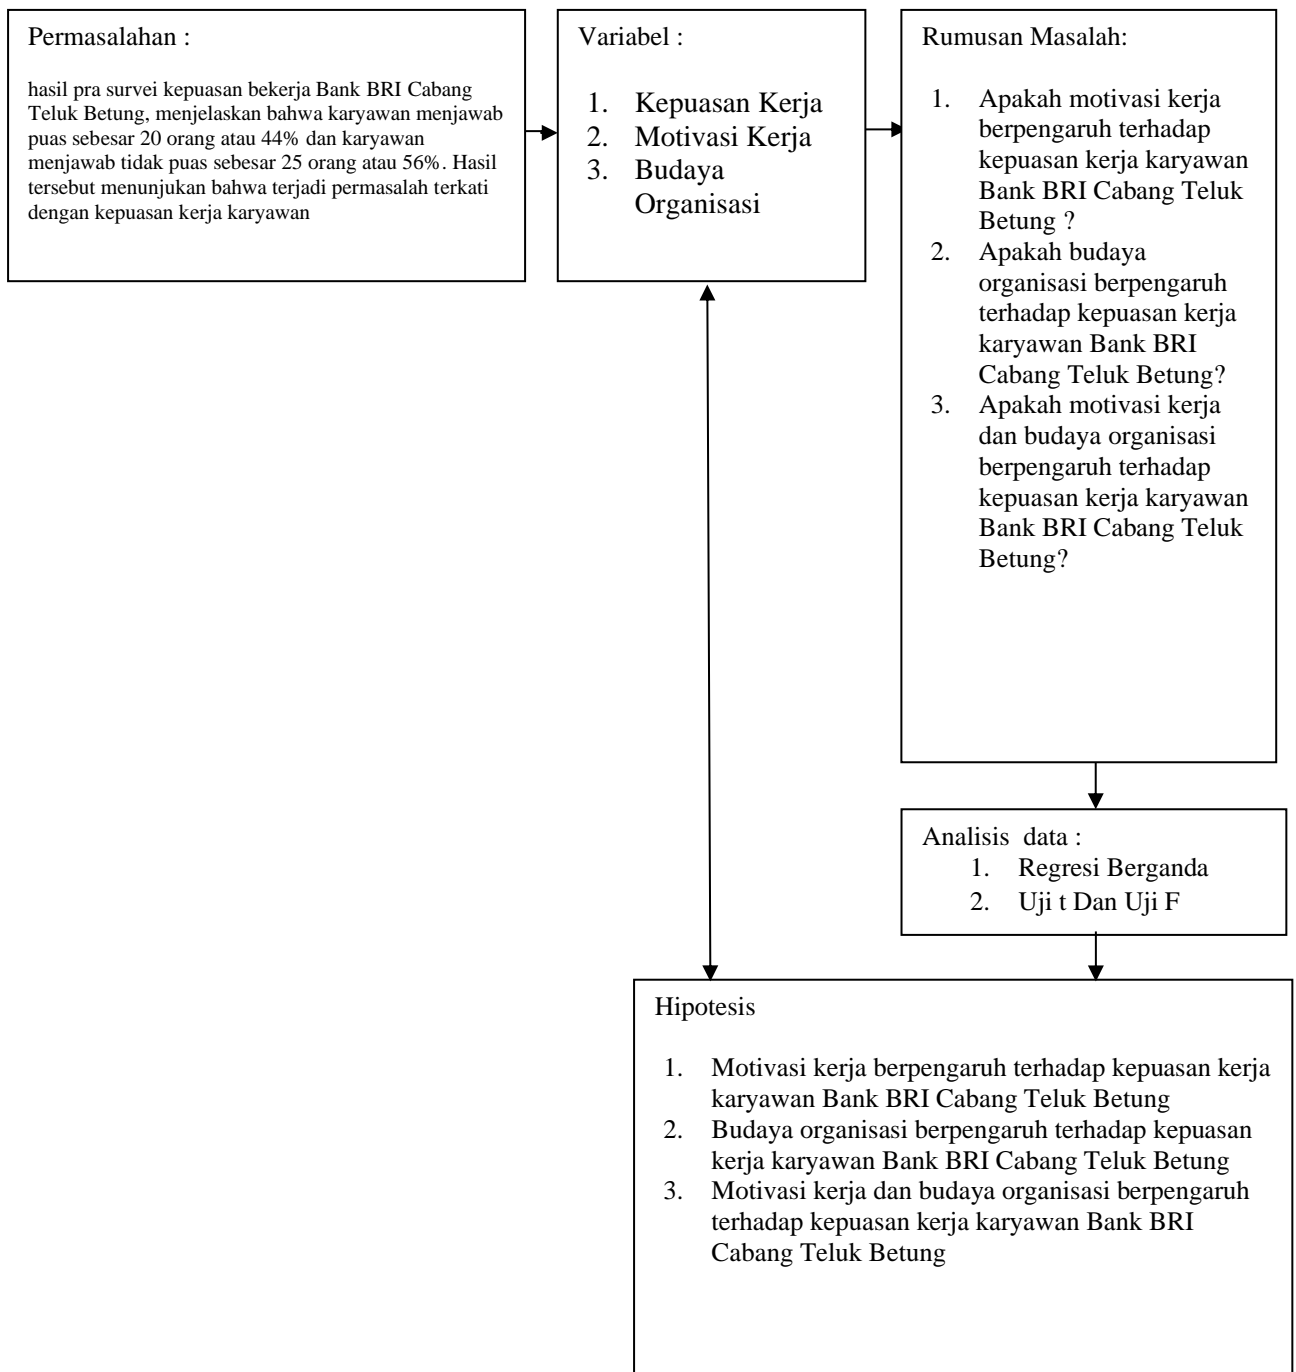 Permasalahan :
hasil pra survei kepuasan bekerja Bank BRI Cabang
Teluk Betung, menjelaskan bahwa karyawan menjawab
puas sebesar 20 orang atau 44% dan karyawan
menjawab tidak puas sebesar 25 orang atau 56%. Hasil
tersebut menunjukan bahwa terjadi permasalah terkati
dengan kepuasan kerja karyawan
Variabel :
1. Kepuasan Kerja
2. Motivasi Kerja
3. Budaya
Organisasi
Rumusan Masalah:
1. Apakah motivasi kerja
berpengaruh terhadap
kepuasan kerja karyawan
Bank BRI Cabang Teluk
Betung ?
2. Apakah budaya
organisasi berpengaruh
terhadap kepuasan kerja
karyawan Bank BRI
Cabang Teluk Betung?
3. Apakah motivasi kerja
dan budaya organisasi
berpengaruh terhadap
kepuasan kerja karyawan
Bank BRI Cabang Teluk
Betung?
Analisis data :
1. Regresi Berganda
2. Uji t Dan Uji F
Hipotesis
1. Motivasi kerja berpengaruh terhadap kepuasan kerja
karyawan Bank BRI Cabang Teluk Betung
2. Budaya organisasi berpengaruh terhadap kepuasan
kerja karyawan Bank BRI Cabang Teluk Betung
3. Motivasi kerja dan budaya organisasi berpengaruh
terhadap kepuasan kerja karyawan Bank BRI
Cabang Teluk Betung